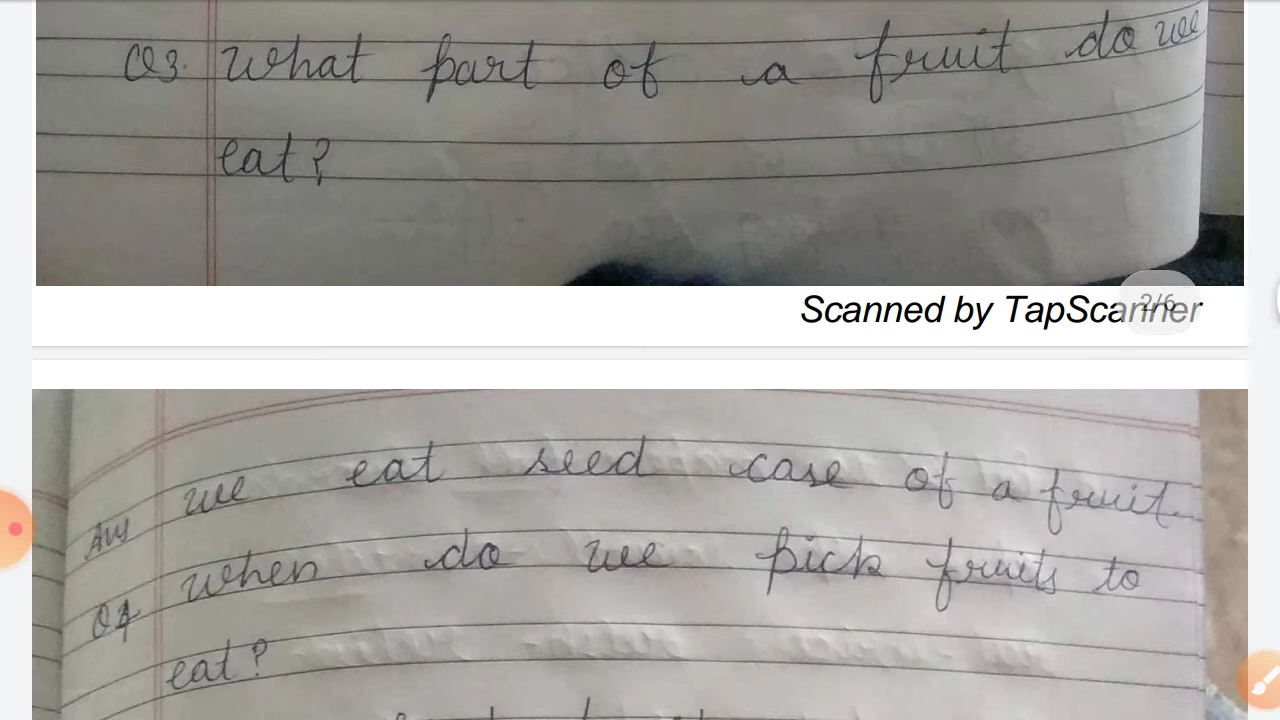 Q3. What part of a fruit do we
eat?
Scanned by TapScanner
2/6
Ans we eat seed case of a fruit.
Q4 when do we pick fruits to
eat?